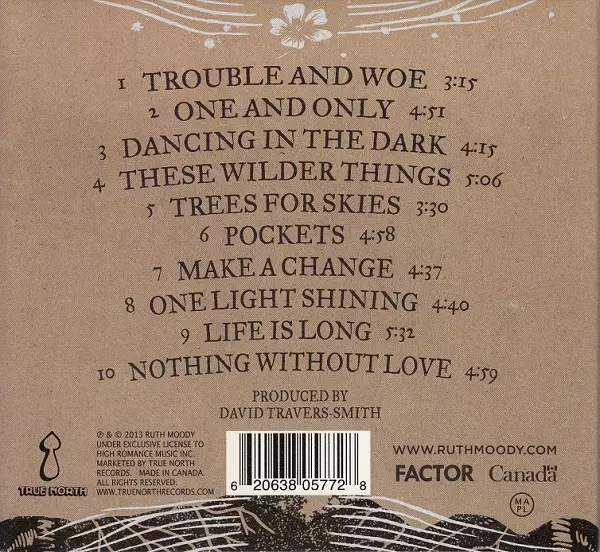 1 TROUBLE AND WOE 3:15
2 ONE AND ONLY 4:51
3 DANCING IN THE DARK 4:15
4 THESE WILDER THINGS 5:06
5 TREES FOR SKIES 3:30
6 POCKETS 4:58
7 MAKE A CHANGE 4:37
8 ONE LIGHT SHINING 4:40
9 LIFE IS LONG 5:32
10 NOTHING WITHOUT LOVE 4:59
PRODUCED BY
DAVID TRAVERS-SMITH
TRUE NORTH
℗ & © 2013 RUTH MOODY
UNDER EXCLUSIVE LICENSE TO
HIGH ROMANCE MUSIC INC.
MARKETED BY TRUE NORTH
RECORDS. MADE IN CANADA.
ALL RIGHTS RESERVED.
WWW.TRUENORTHRECORDS.COM
6 20638 05772 8
WWW.RUTHMOODY.COM
FACTOR Canada
MA
PL